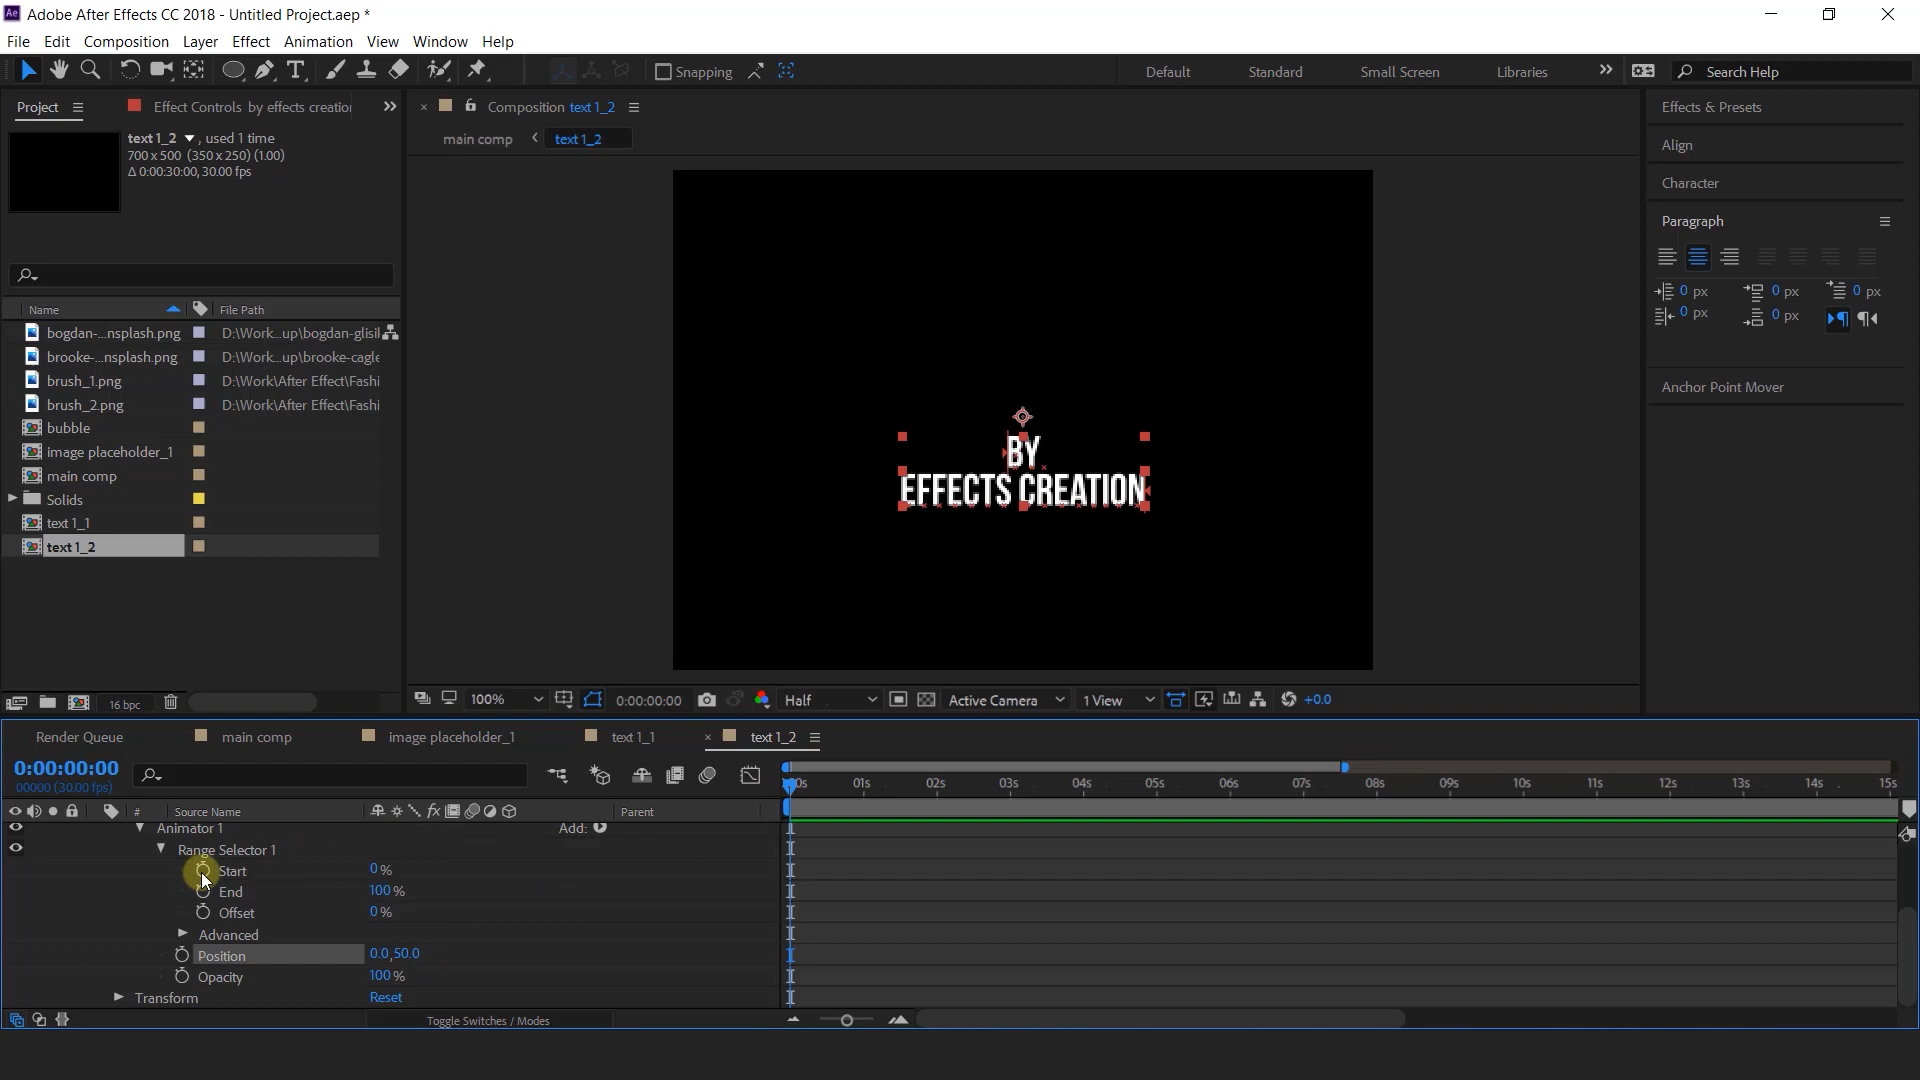 Ae Adobe After Effects CC 2018 - Untitled Project.aep *
File Edit Composition Layer Effect Animation View Window Help
Snapping Default Standard Small Screen Libraries Search Help
Project Effect Controls by effects creation
text 1_2 , used 1 time
700 x 500 (350 x 250) (1.00)
Δ 0:00:30:00, 30.00 fps
Name File Path
bogdan-...nsplash.png D:\Work...up\bogdan-glisil
brooke-...nsplash.png D:\Work...up\brooke-cagle
brush_1.png D:\Work\After Effect\Fashi
brush_2.png D:\Work\After Effect\Fashi
bubble
image placeholder_1
main comp
Solids
text 1_1
text 1_2
16 bpc
Composition text 1_2
main comp text 1_2
BY
EFFECTS CREATION
100% 0:00:00:00 Half Active Camera 1 View +0.0
Effects & Presets
Align
Character
Paragraph
0 px 0 px 0 px
0 px 0 px
Anchor Point Mover
Render Queue main comp image placeholder_1 text 1_1 text 1_2
0:00:00:00
00000 (30.00 fps)
00s 01s 02s 03s 04s 05s 06s 07s 08s 09s 10s 11s 12s 13s 14s 15s
# Source Name Parent
Animator 1 Add:
Range Selector 1
Start 0 %
End 100 %
Offset 0 %
Advanced
Position 0.0,50.0
Opacity 100 %
Transform Reset
Toggle Switches / Modes